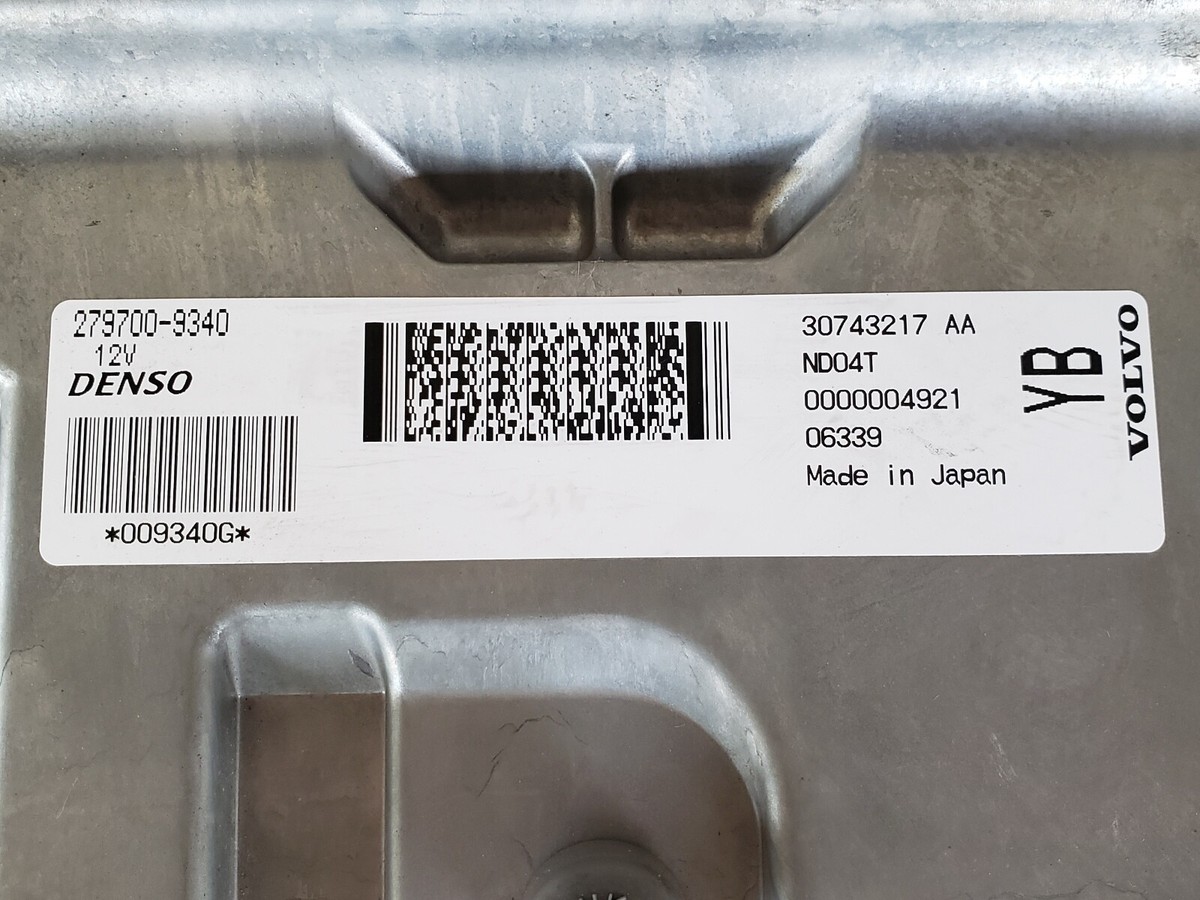 279700-9340
12V
DENSO
*009340G*
30743217 AA
ND04T
0000004921
06339
Made in Japan
YB
VOLVO